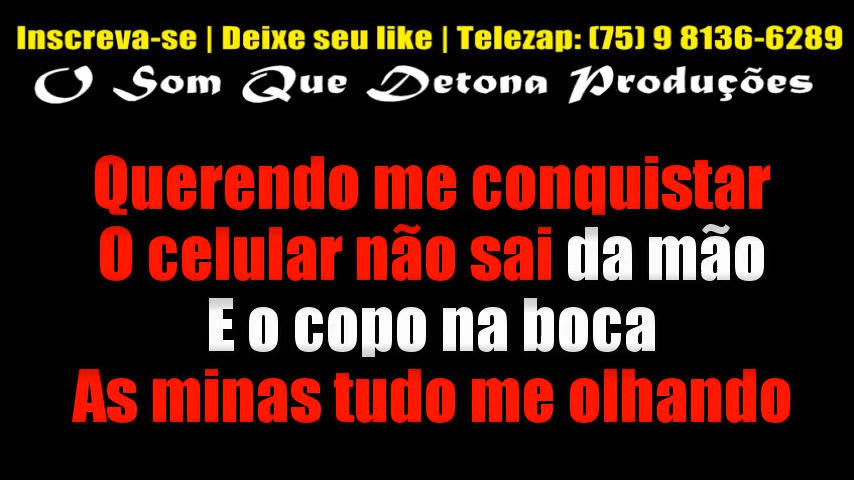 Inscreva-se | Deixe seu like | Telezap: (75) 9 8136-6289
O Som Que Detona Produções
Querendo me conquistar
O celular não sai da mão
E o copo na boca
As minas tudo me olhando